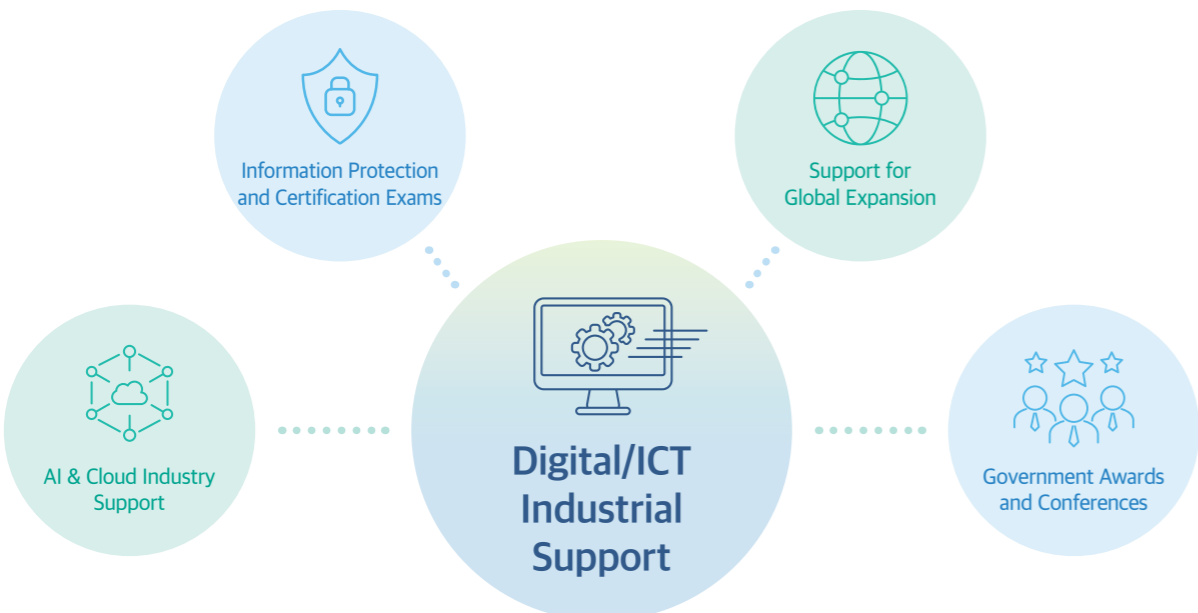 Information Protection
and Certification Exams
Support for
Global Expansion
AI & Cloud Industry
Support
Digital/ICT
Industrial
Support
Government Awards
and Conferences